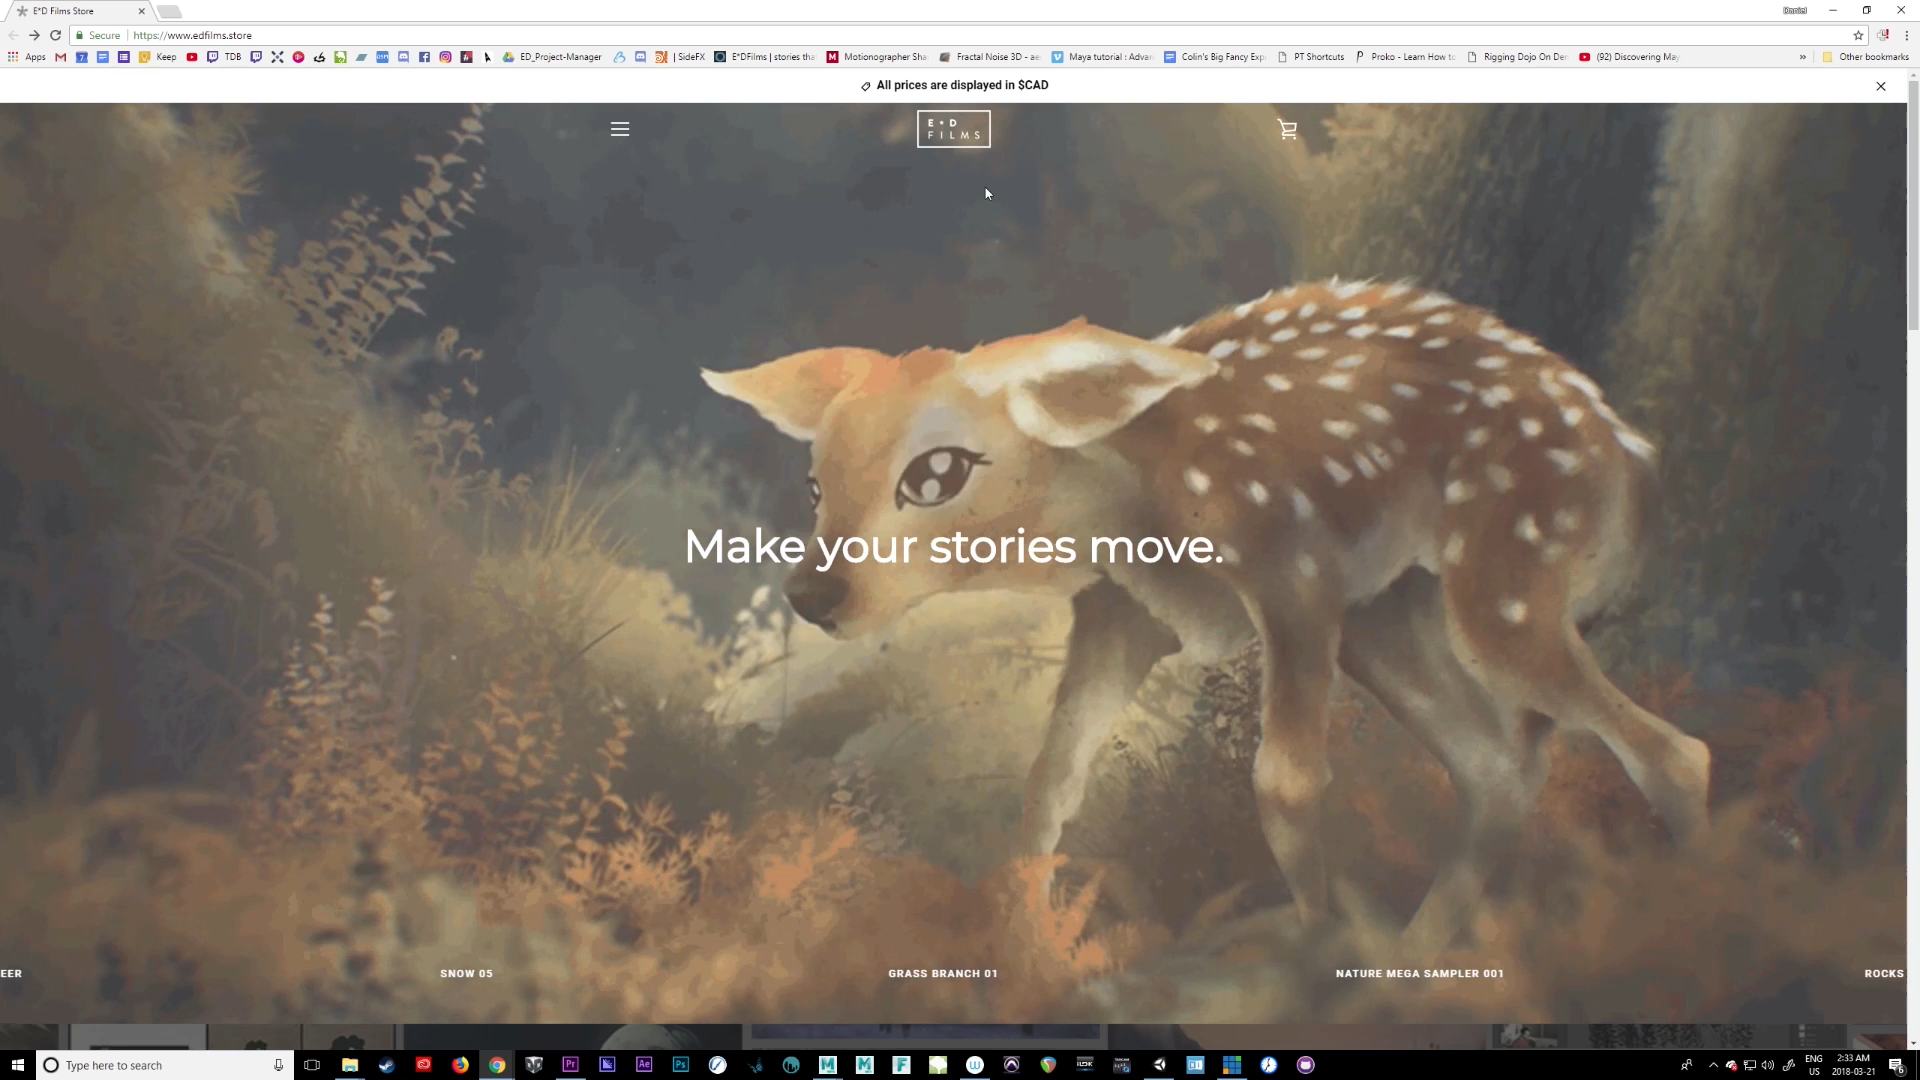 E*D Films Store
Daniel
Secure
https://www.edfilms.store
Apps
Keep
TDB
ED_Project-Manager
| SideFX
E*DFilms | stories tha
Motionographer Sha
Fractal Noise 3D - ae
Maya tutorial : Advan
Colin's Big Fancy Exp
PT Shortcuts
Proko - Learn How to
Rigging Dojo On De
(92) Discovering May
Other bookmarks
All prices are displayed in $CAD
E * D
FILMS
Make your stories move.
EER
SNOW 05
GRASS BRANCH 01
NATURE MEGA SAMPLER 001
ROCKS
Type here to search
ENG
US
2:33 AM
2018-03-21